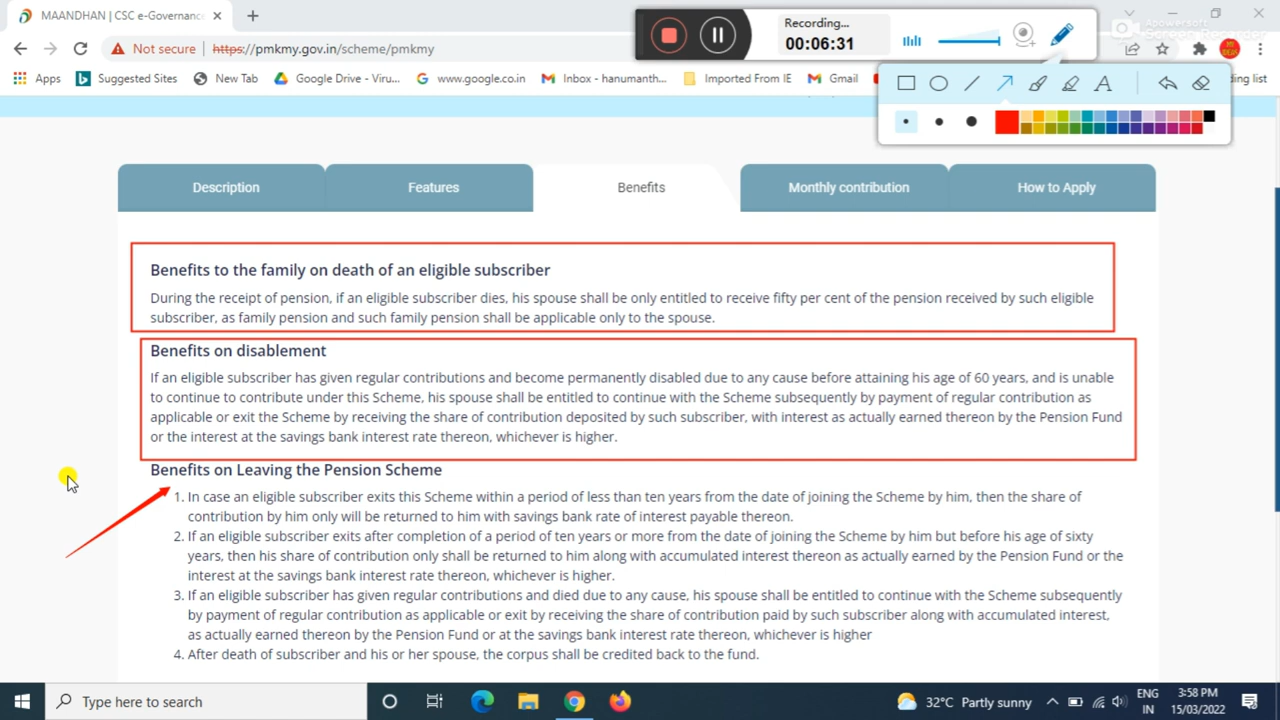 MAANDHAN | CSC e-Governance
Recording...
00:06:31
Apowersoft
Screen Recorder
Not secure
https://pmkmy.gov.in/scheme/pmkmy
Apps
Suggested Sites
New Tab
Google Drive - Viru...
www.google.co.in
Inbox - hanumanth...
Imported From IE
Gmail
ding list
A
Description
Features
Benefits
Monthly contribution
How to Apply
Benefits to the family on death of an eligible subscriber
During the receipt of pension, if an eligible subscriber dies, his spouse shall be only entitled to receive fifty per cent of the pension received by such eligible
subscriber, as family pension and such family pension shall be applicable only to the spouse.
Benefits on disablement
If an eligible subscriber has given regular contributions and become permanently disabled due to any cause before attaining his age of 60 years, and is unable
to continue to contribute under this Scheme, his spouse shall be entitled to continue with the Scheme subsequently by payment of regular contribution as
applicable or exit the Scheme by receiving the share of contribution deposited by such subscriber, with interest as actually earned thereon by the Pension Fund
or the interest at the savings bank interest rate thereon, whichever is higher.
Benefits on Leaving the Pension Scheme
1. In case an eligible subscriber exits this Scheme within a period of less than ten years from the date of joining the Scheme by him, then the share of
contribution by him only will be returned to him with savings bank rate of interest payable thereon.
2. If an eligible subscriber exits after completion of a period of ten years or more from the date of joining the Scheme by him but before his age of sixty
years, then his share of contribution only shall be returned to him along with accumulated interest thereon as actually earned by the Pension Fund or the
interest at the savings bank interest rate thereon, whichever is higher.
3. If an eligible subscriber has given regular contributions and died due to any cause, his spouse shall be entitled to continue with the Scheme subsequently
by payment of regular contribution as applicable or exit by receiving the share of contribution paid by such subscriber along with accumulated interest,
as actually earned thereon by the Pension Fund or at the savings bank interest rate thereon, whichever is higher
4. After death of subscriber and his or her spouse, the corpus shall be credited back to the fund.
Type here to search
32°C Partly sunny
ENG
IN
3:58 PM
15/03/2022